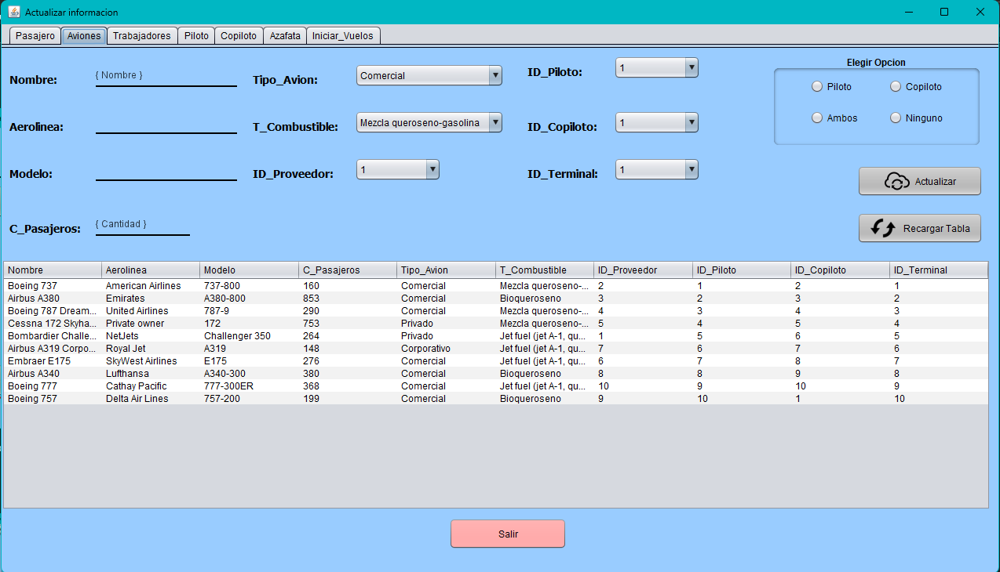 Actualizar informacion
Pasajero Aviones Trabajadores Piloto Copiloto Azafata Iniciar_Vuelos
Nombre: { Nombre } Tipo_Avion: Comercial ID_Piloto: 1
Elegir Opcion
Piloto Copiloto
Ambos Ninguno
Aerolinea: T_Combustible: Mezcla queroseno-gasolina ID_Copiloto: 1
Modelo: ID_Proveedor: 1 ID_Terminal: 1
Actualizar
C_Pasajeros: { Cantidad }
Recargar Tabla
Nombre Aerolinea Modelo C_Pasajeros Tipo_Avion T_Combustible ID_Proveedor ID_Piloto ID_Copiloto ID_Terminal
Boeing 737 American Airlines 737-800 160 Comercial Mezcla queroseno-... 2 1 2 1
Airbus A380 Emirates A380-800 853 Comercial Bioqueroseno 3 2 3 2
Boeing 787 Dream... United Airlines 787-9 290 Comercial Mezcla queroseno-... 4 3 4 3
Cessna 172 Skyha... Private owner 172 753 Privado Mezcla queroseno-... 5 4 5 4
Bombardier Challe... NetJets Challenger 350 264 Privado Jet fuel (jet A-1, qu... 1 5 6 5
Airbus A319 Corpo... Royal Jet A319 148 Corporativo Jet fuel (jet A-1, qu... 7 6 7 6
Embraer E175 SkyWest Airlines E175 276 Comercial Jet fuel (jet A-1, qu... 6 7 8 7
Airbus A340 Lufthansa A340-300 380 Comercial Bioqueroseno 8 8 9 8
Boeing 777 Cathay Pacific 777-300ER 368 Comercial Jet fuel (jet A-1, qu... 10 9 10 9
Boeing 757 Delta Air Lines 757-200 199 Comercial Bioqueroseno 9 10 1 10
Salir